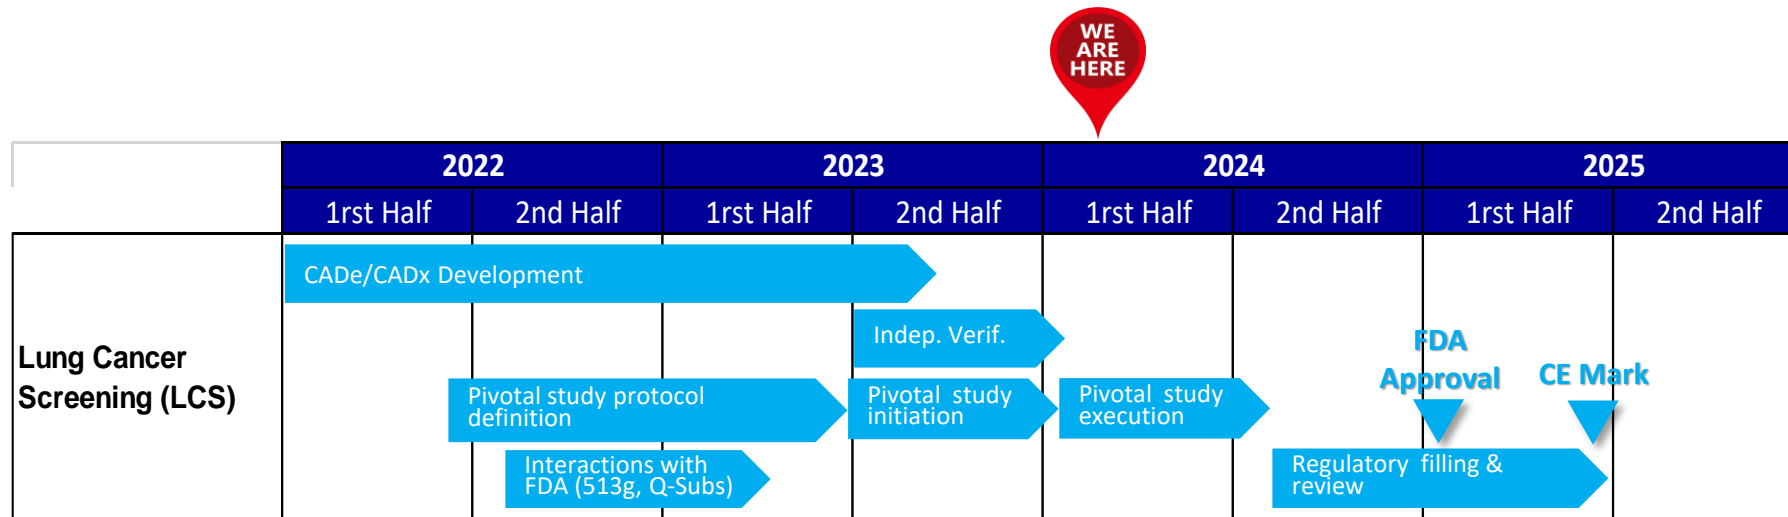 WE
ARE
HERE
2022 2023 2024 2025
1rst Half 2nd Half 1rst Half 2nd Half 1rst Half 2nd Half 1rst Half 2nd Half
CADe/CADx Development
Indep. Verif.
Lung Cancer
Screening (LCS)
FDA
Approval
CE Mark
Pivotal study protocol
definition
Pivotal study
initiation
Pivotal study
execution
Interactions with
FDA (513g, Q-Subs)
Regulatory filling &
review